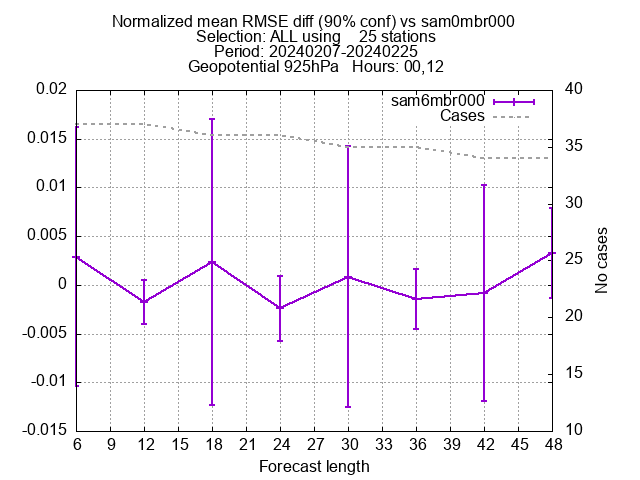 Normalized mean RMSE diff (90% conf) vs sam0mbr000
Selection: ALL using    25 stations
Period: 20240207-20240225
Geopotential 925hPa   Hours: 00,12
sam6mbr000
Cases
0.02
0.015
0.01
0.005
0
-0.005
-0.01
-0.015
40
35
30
25
20
15
10
No cases
6 9 12 15 18 21 24 27 30 33 36 39 42 45 48
Forecast length